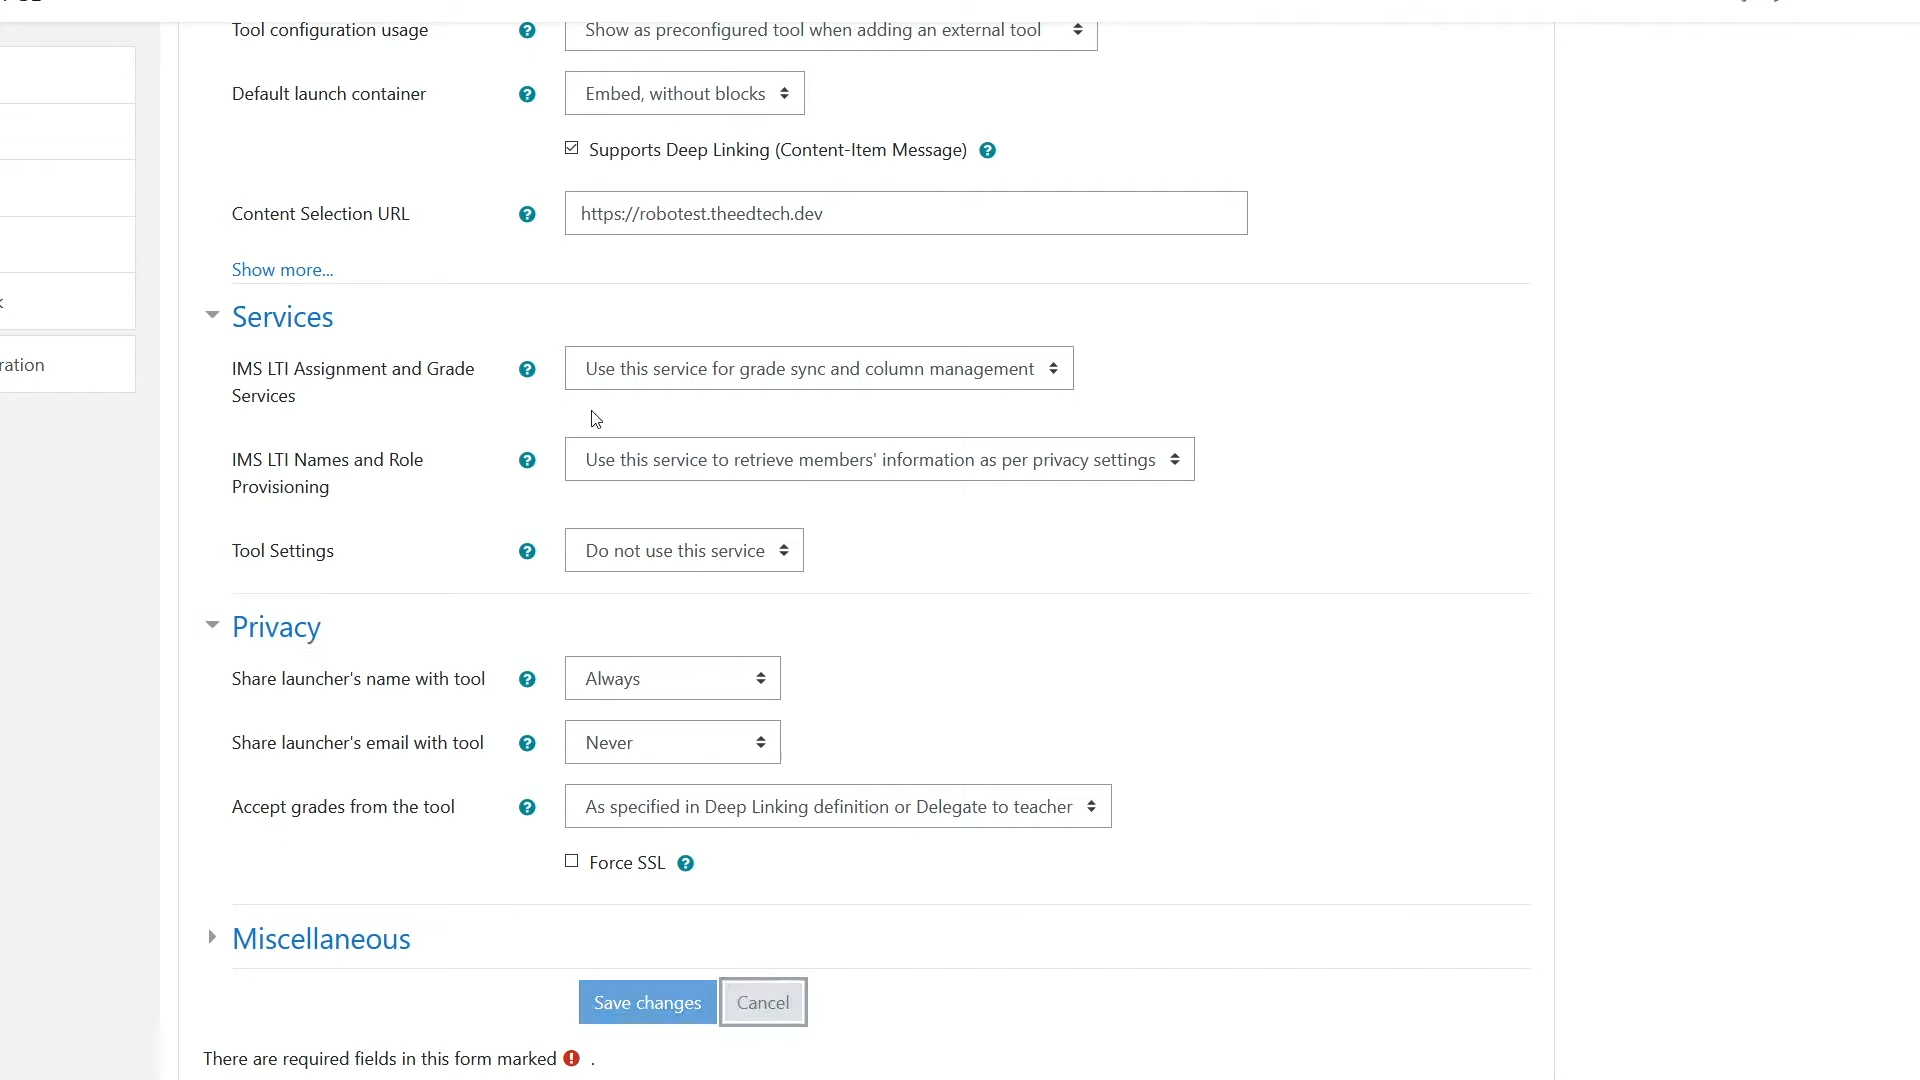 Tool configuration usage
Show as preconfigured tool when adding an external tool
Default launch container
Embed, without blocks
Supports Deep Linking (Content-Item Message)
Content Selection URL
https://robotest.theedtech.dev
Show more...
Services
IMS LTI Assignment and Grade
Services
Use this service for grade sync and column management
ration
IMS LTI Names and Role
Provisioning
Use this service to retrieve members' information as per privacy settings
Tool Settings
Do not use this service
Privacy
Share launcher's name with tool
Always
Share launcher's email with tool
Never
Accept grades from the tool
As specified in Deep Linking definition or Delegate to teacher
Force SSL
Miscellaneous
Save changes
Cancel
There are required fields in this form marked .